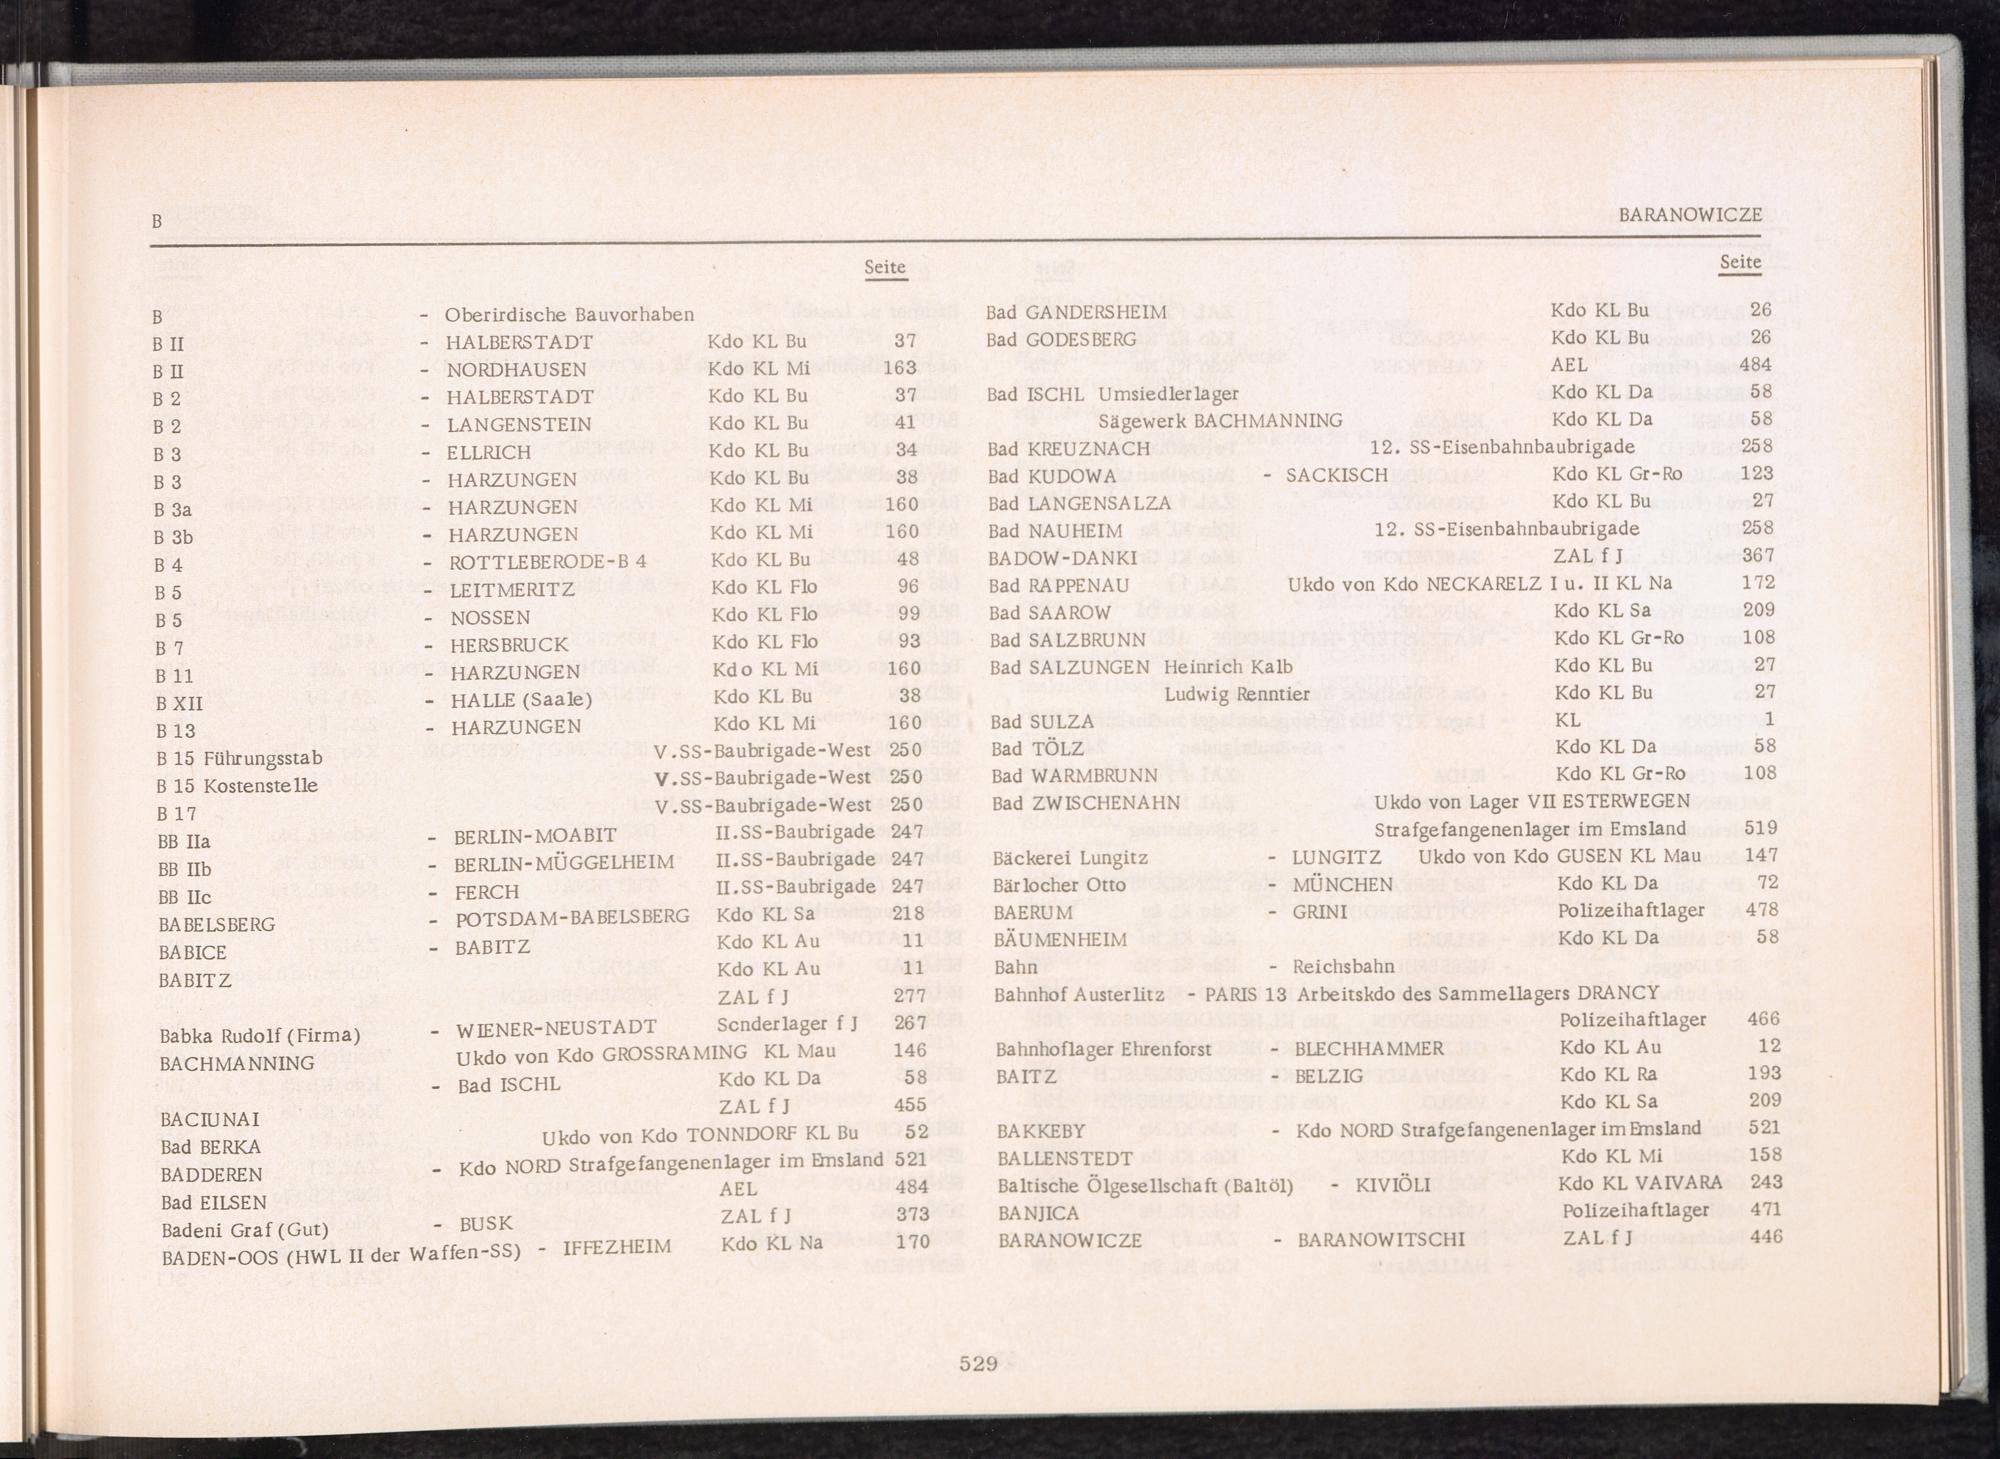 B
BARANOWICZE
Seite
B - Oberirdische Bauvorhaben
B II - HALBERSTADT Kdo KL Bu 37
B II - NORDHAUSEN Kdo KL Mi 163
B 2 - HALBERSTADT Kdo KL Bu 37
B 2 - LANGENSTEIN Kdo KL Bu 41
B 3 - ELLRICH Kdo KL Bu 34
B 3 - HARZUNGEN Kdo KL Bu 38
B 3a - HARZUNGEN Kdo KL Mi 160
B 3b - HARZUNGEN Kdo KL Mi 160
B 4 - ROTTLEBERODE-B 4 Kdo KL Bu 48
B 5 - LEITMERITZ Kdo KL Flo 96
B 5 - NOSSEN Kdo KL Flo 99
B 7 - HERSBRUCK Kdo KL Flo 93
B 11 - HARZUNGEN Kdo KL Mi 160
B XII - HALLE (Saale) Kdo KL Bu 38
B 13 - HARZUNGEN Kdo KL Mi 160
B 15 Führungsstab V.SS-Baubrigade-West 250
B 15 Kostenstelle V.SS-Baubrigade-West 250
B 17 V.SS-Baubrigade-West 250
BB IIa - BERLIN-MOABIT II.SS-Baubrigade 247
BB IIb - BERLIN-MÜGGELHEIM II.SS-Baubrigade 247
BB IIc - FERCH II.SS-Baubrigade 247
BABELSBERG - POTSDAM-BABELSBERG Kdo KL Sa 218
BABICE - BABITZ Kdo KL Au 11
BABITZ Kdo KL Au 11
ZAL f J 277
Babka Rudolf (Firma) - WIENER-NEUSTADT Sonderlager f J 267
BACHMANNING Ukdo von Kdo GROSSRAMING KL Mau 146
- Bad ISCHL Kdo KL Da 58
BACIUNAI ZAL f J 455
Bad BERKA Ukdo von Kdo TONNDORF KL Bu 52
BADDEREN - Kdo NORD Strafgefangenenlager im Emsland 521
Bad EILSEN AEL 484
Badeni Graf (Gut) - BUSK ZAL f J 373
BADEN-OOS (HWL II der Waffen-SS) - IFFEZHEIM Kdo KL Na 170
Seite
Bad GANDERSHEIM Kdo KL Bu 26
Bad GODESBERG Kdo KL Bu 26
AEL 484
Bad ISCHL Umsiedlerlager Kdo KL Da 58
Sägewerk BACHMANNING Kdo KL Da 58
Bad KREUZNACH 12. SS-Eisenbahnbaubrigade 258
Bad KUDOWA - SACKISCH Kdo KL Gr-Ro 123
Bad LANGENSALZA Kdo KL Bu 27
Bad NAUHEIM 12. SS-Eisenbahnbaubrigade 258
BADOW-DANKI ZAL f J 367
Bad RAPPENAU Ukdo von Kdo NECKARELZ I u. II KL Na 172
Bad SAAROW Kdo KL Sa 209
Bad SALZBRUNN Kdo KL Gr-Ro 108
Bad SALZUNGEN Heinrich Kalb Kdo KL Bu 27
Ludwig Renntier Kdo KL Bu 27
Bad SULZA KL 1
Bad TÖLZ Kdo KL Da 58
Bad WARMBRUNN Kdo KL Gr-Ro 108
Bad ZWISCHENAHN Ukdo von Lager VII ESTERWEGEN
Strafgefangenenlager im Emsland 519
Bäckerei Lungitz - LUNGITZ Ukdo von Kdo GUSEN KL Mau 147
Bärlocher Otto - MÜNCHEN Kdo KL Da 72
BAERUM - GRINI Polizeihaftlager 478
BÄUMENHEIM Kdo KL Da 58
Bahn - Reichsbahn
Bahnhof Austerlitz - PARIS 13 Arbeitskdo des Sammellagers DRANCY
Polizeihaftlager 466
Bahnhoflager Ehrenforst - BLECHHAMMER Kdo KL Au 12
BAITZ - BELZIG Kdo KL Ra 193
Kdo KL Sa 209
BAKKEBY - Kdo NORD Strafgefangenenlager im Emsland 521
BALLENSTEDT Kdo KL Mi 158
Baltische Ölgesellschaft (Baltöl) - KIVIÖLI Kdo KL VAIVARA 243
BANJICA Polizeihaftlager 471
BARANOWICZE - BARANOWITSCHI ZAL f J 446
529